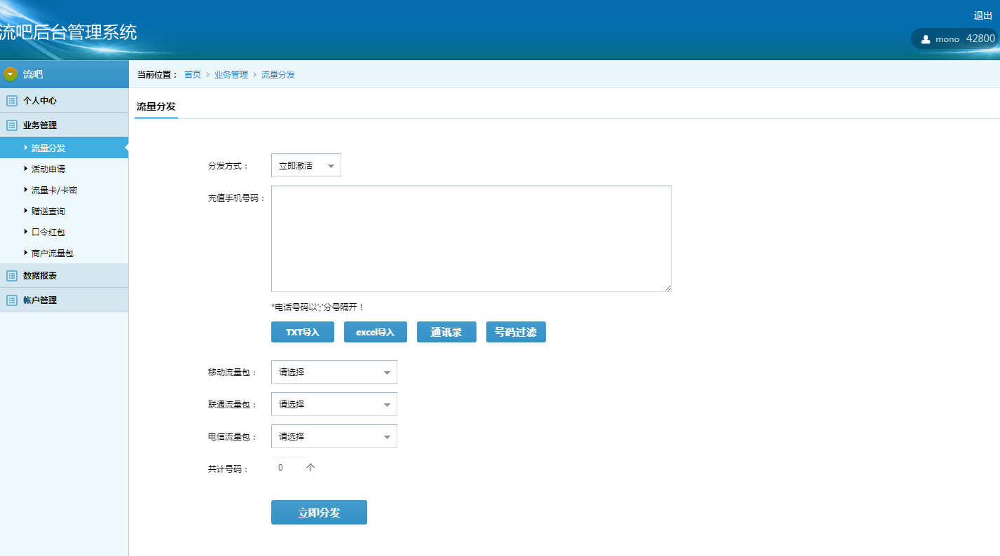 退出
流吧后台管理系统
mono 42800
流吧
当前位置： 首页 > 业务管理 > 流量分发
个人中心
流量分发
业务管理
流量分发
活动申请
流量卡/卡密
赠送查询
口令红包
商户流量包
数据报表
帐户管理
分发方式： 立即激活
充值手机号码：
*电话号码以';'分号隔开！
TXT导入 excel导入 通讯录 号码过滤
移动流量包： 请选择
联通流量包： 请选择
电信流量包： 请选择
共计号码： 0 个
立即分发